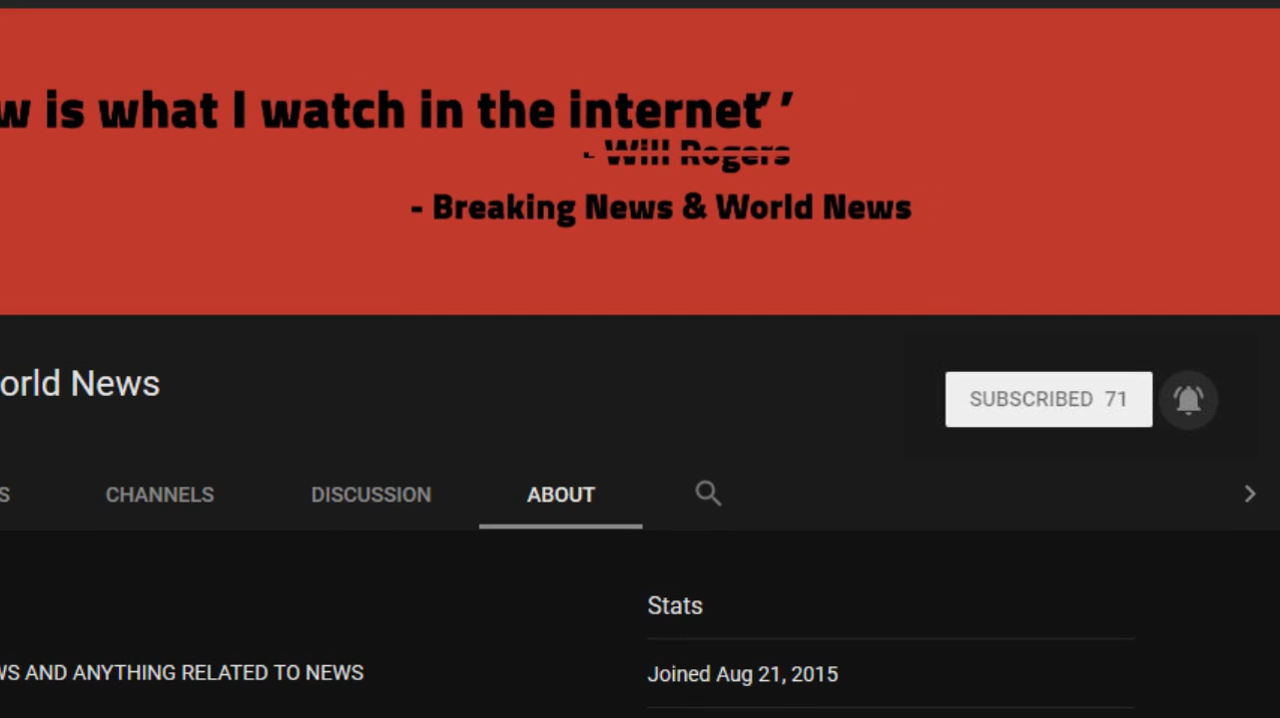 w is what I watch in the internet’’
- Will Rogers
- Breaking News & World News
orld News
SUBSCRIBED 71
S CHANNELS DISCUSSION ABOUT
Stats
WS AND ANYTHING RELATED TO NEWS
Joined Aug 21, 2015